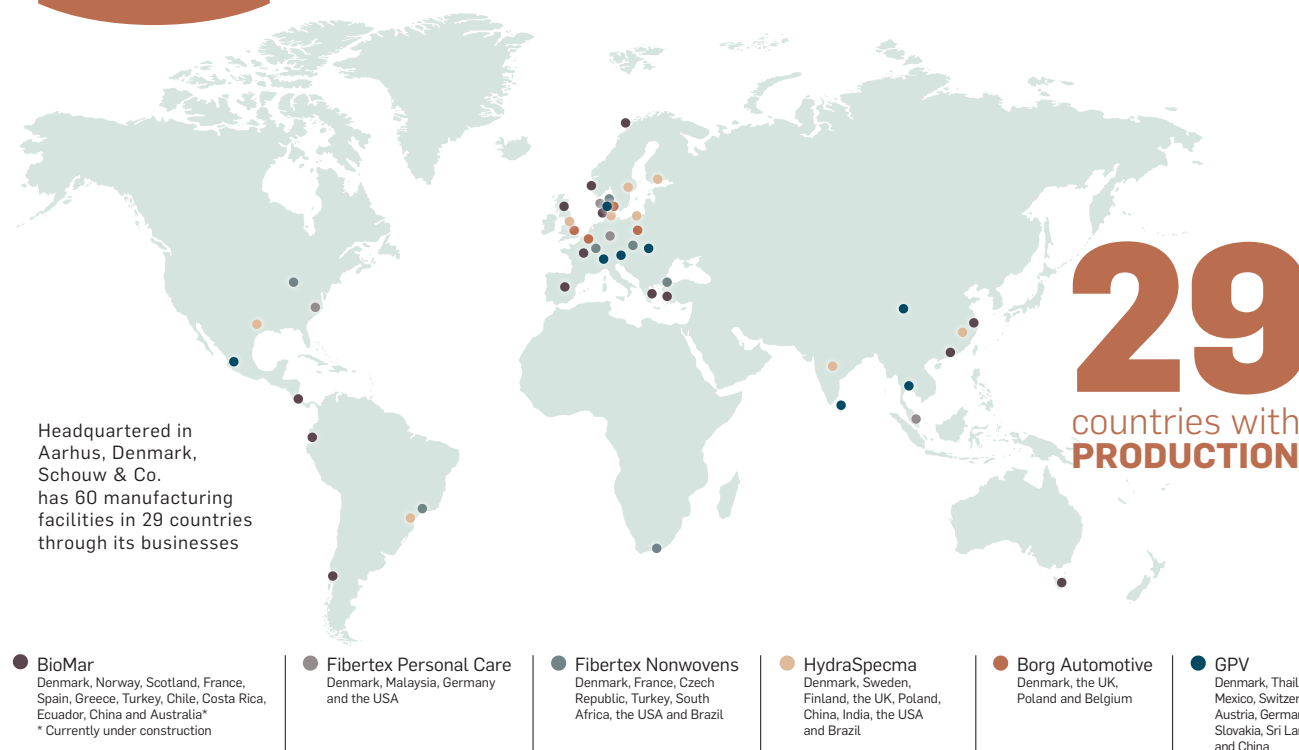 29
countries with
PRODUCTION
Headquartered in
Aarhus, Denmark,
Schouw & Co.
has 60 manufacturing
facilities in 29 countries
through its businesses
BioMar
Denmark, Norway, Scotland, France,
Spain, Greece, Turkey, Chile, Costa Rica,
Ecuador, China and Australia*
* Currently under construction
Fibertex Personal Care
Denmark, Malaysia, Germany
and the USA
Fibertex Nonwovens
Denmark, France, Czech
Republic, Turkey, South
Africa, the USA and Brazil
HydraSpecma
Denmark, Sweden,
Finland, the UK, Poland,
China, India, the USA
and Brazil
Borg Automotive
Denmark, the UK,
Poland and Belgium
GPV
Denmark,
Mexico,
Austria,
Slovakia, Sri
and China